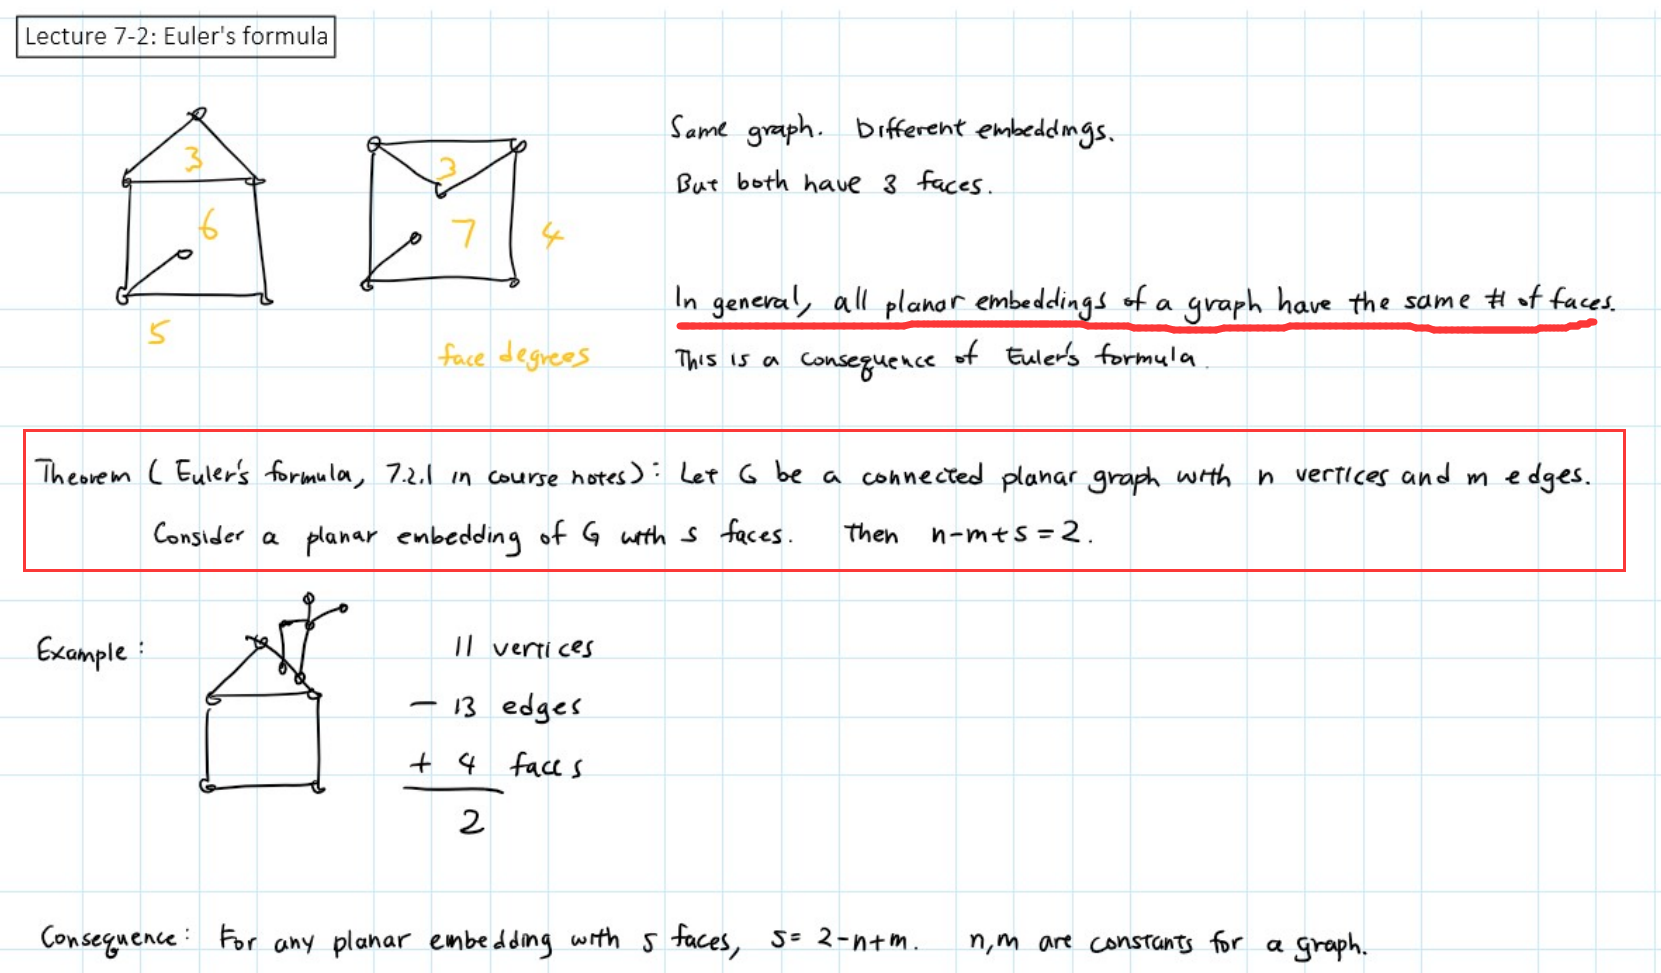 Lecture 7-2: Euler's formula
3
6
5
3
7
4
face degrees
Same graph. Different embeddings.
But both have 3 faces.
In general, all planar embeddings of a graph have the same # of faces.
This is a consequence of Euler's formula.
Theorem (Euler's formula, 7.2.1 in course notes): Let G be a connected planar graph with n vertices and m edges.
Consider a planar embedding of G with s faces. Then n-m+s=2.
Example:
11 vertices
- 13 edges
+ 4 faces
2
Consequence: For any planar embedding with s faces, s= 2-n+m. n,m are constants for a graph.